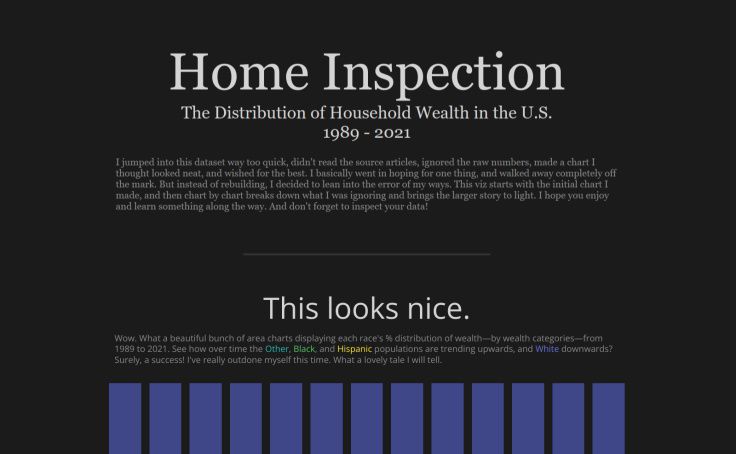 Home Inspection
The Distribution of Household Wealth in the U.S.
1989 - 2021
I jumped into this dataset way too quick, didn't read the source articles, ignored the raw numbers, made a chart I
thought looked neat, and wished for the best. I basically went in hoping for one thing, and walked away completely off
the mark. But instead of rebuilding, I decided to lean into the error of my ways. This viz starts with the initial chart I
made, and then chart by chart breaks down what I was ignoring and brings the larger story to light. I hope you enjoy
and learn something along the way. And don't forget to inspect your data!
This looks nice.
Wow. What a beautiful bunch of area charts displaying each race's % distribution of wealth—by wealth categories—from
1989 to 2021. See how over time the Other, Black, and Hispanic populations are trending upwards, and White downwards?
Surely, a success! I've really outdone myself this time. What a lovely tale I will tell.